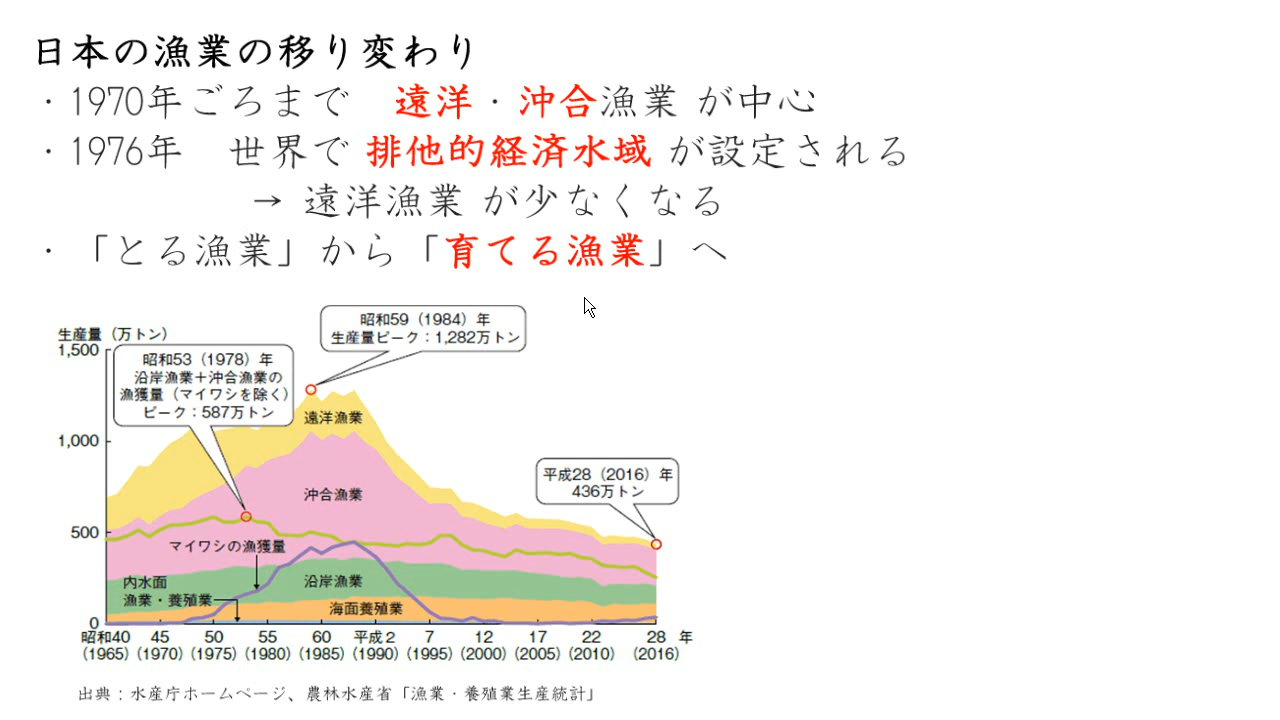 日本の漁業の移り変わり
・1970年ごろまで　遠洋・沖合漁業 が中心
・1976年　世界で 排他的経済水域 が設定される
→ 遠洋漁業 が少なくなる
・「とる漁業」から「育てる漁業」へ
昭和59（1984）年
生産量ピーク：1,282万トン
生産量（万トン）
1,500
昭和53（1978）年
沿岸漁業＋沖合漁業の
漁獲量（マイワシを除く）
ピーク：587万トン
遠洋漁業
1,000
平成28（2016）年
436万トン
沖合漁業
500
マイワシの漁獲量
内水面
漁業・養殖業
沿岸漁業
海面養殖業
0
昭和40 45 50 55 60 平成2 7 12 17 22 28 年
（1965）（1970）（1975）（1980）（1985）（1990）（1995）（2000）（2005）（2010）（2016）
出典：水産庁ホームページ、農林水産省「漁業・養殖業生産統計」